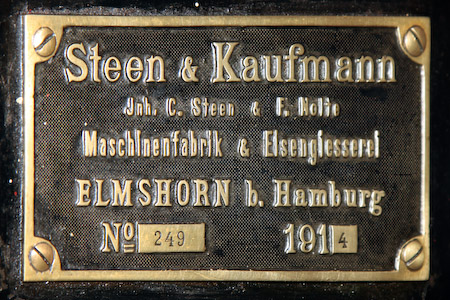 Steen & Kaufmann
Inh. C. Steen & F. Nolte
Maschinenfabrik & Eisengiesserei
ELMSHORN b. Hamburg
No 249 1914